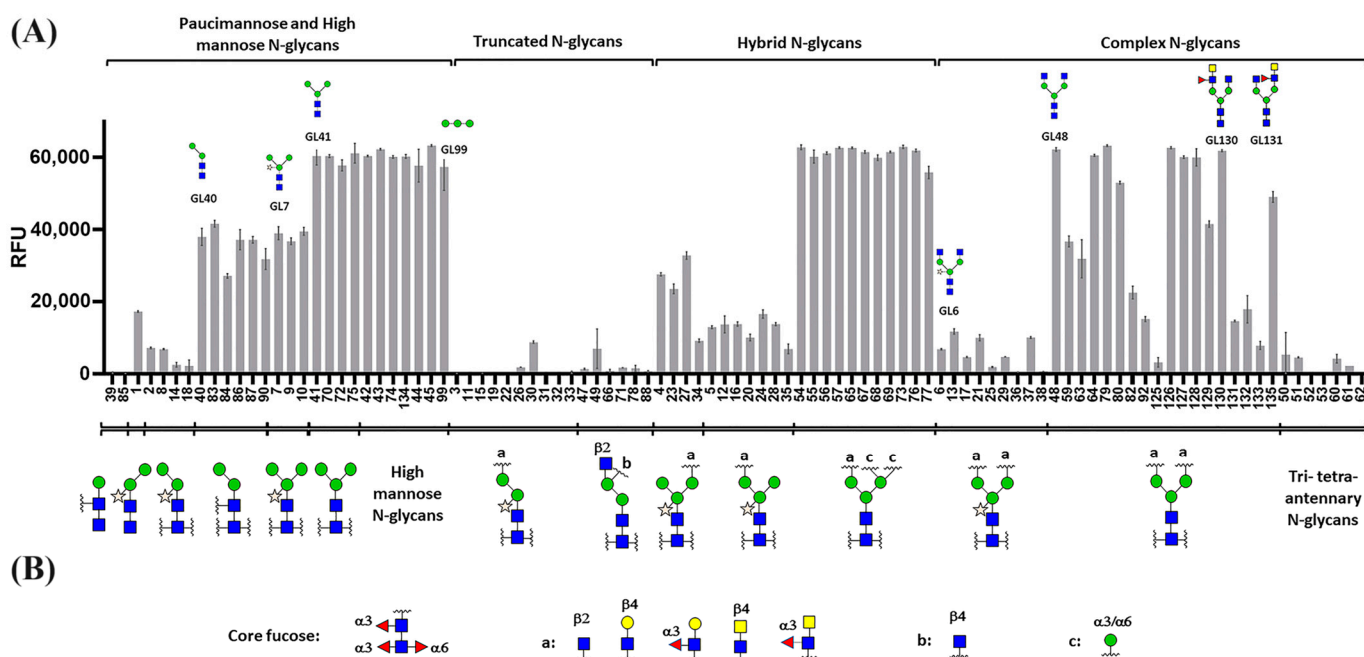 (A)
Paucimannose and High
mannose N-glycans
Truncated N-glycans
Hybrid N-glycans
Complex N-glycans
RFU
60,000
40,000
20,000
0
GL40
GL7
GL41
GL99
GL6
GL48
GL130
GL131
39 85 1 2 8 14 18 40 83 84 86 87 90 7 9 10 41 70 72 75 42 43 74 134 44 45 99 3 11 15 19 22 26 30 31 32 33 47 49 66 71 78 88 4 23 27 34 5 12 16 20 24 28 35 54 55 56 57 65 67 68 69 73 76 77 6 13 17 21 25 29 36 37 38 48 59 63 64 79 80 82 92 125 126 127 128 129 130 131 132 133 135 50 51 52 53 60 61 62
High
mannose
N-glycans
a
β2
b
a
a
a c c
a a
a a
Tri- tetra-
antennary
N-glycans
(B)
Core fucose:
α3
α3
α6
a:
β2
β4
α3
β4
α3
b:
β4
c:
α3/α6